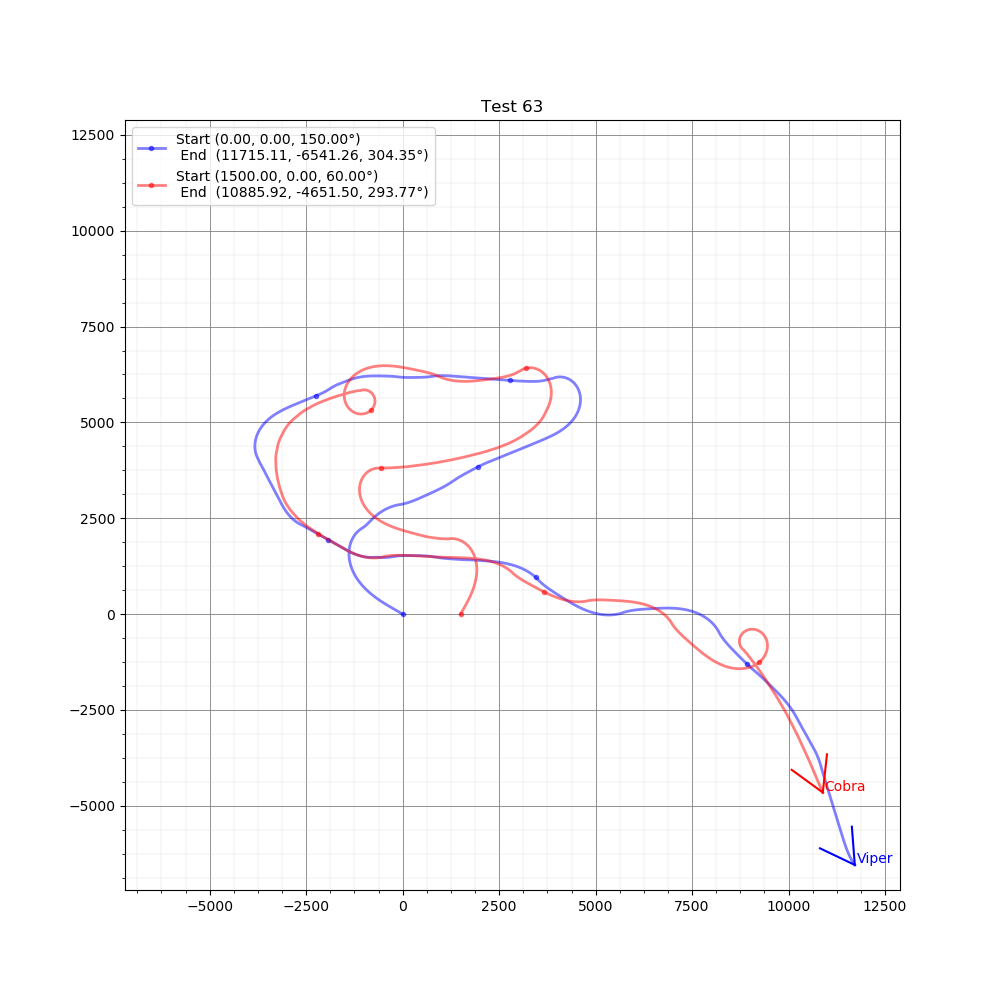 Test 63
Start (0.00, 0.00, 150.00°)
End (11715.11, -6541.26, 304.35°)
Start (1500.00, 0.00, 60.00°)
End (10885.92, -4651.50, 293.77°)
12500
10000
7500
5000
2500
0
−2500
−5000
Cobra
Viper
−5000 −2500 0 2500 5000 7500 10000 12500